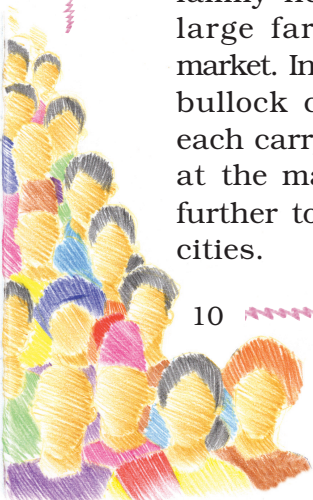 large far
market. In
bullock c
each carr
at the ma
further to
cities.
10